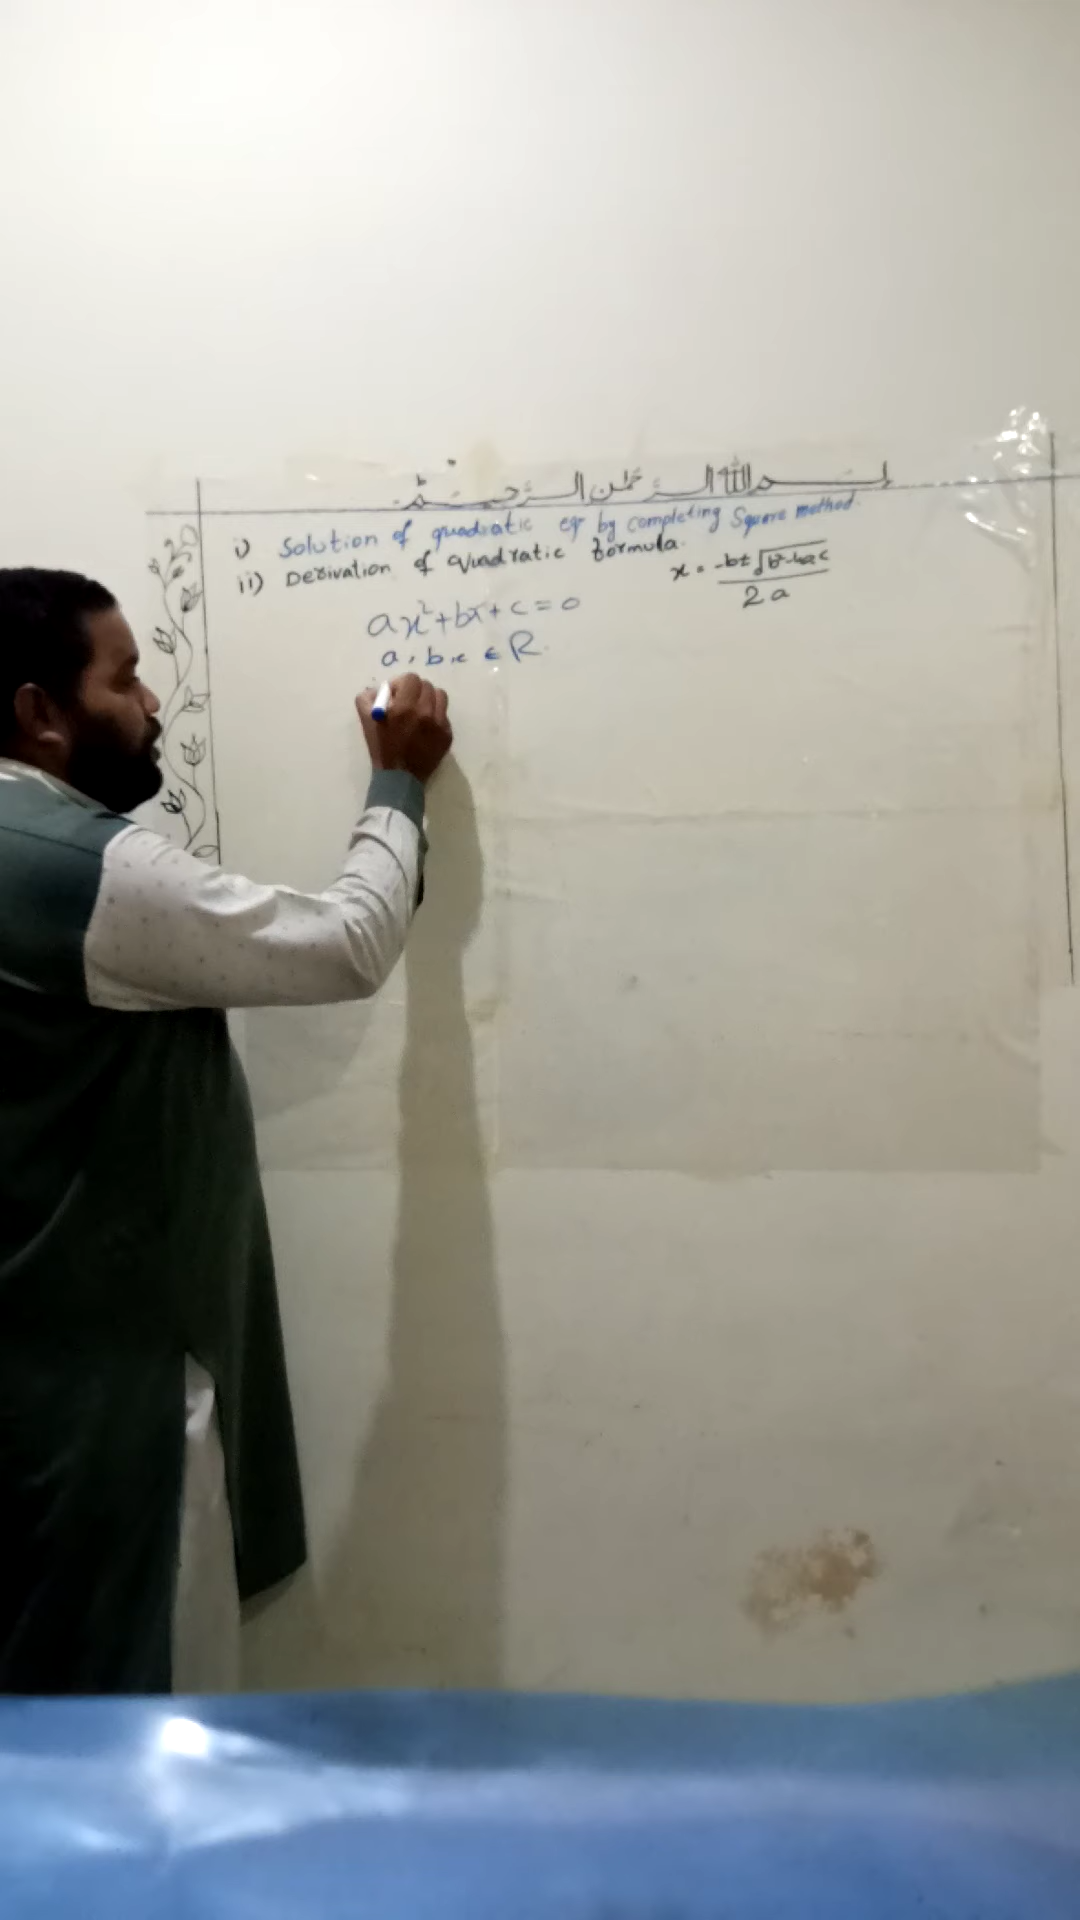 بسم الله الرحمن الرحيم
i) Solution of quadratic eqn by completing Square method.
ii) Derivation of Quadratic formula.
x = -b±√b²-4ac
2a
ax²+bx+c=0
a,b,c ∈ R.